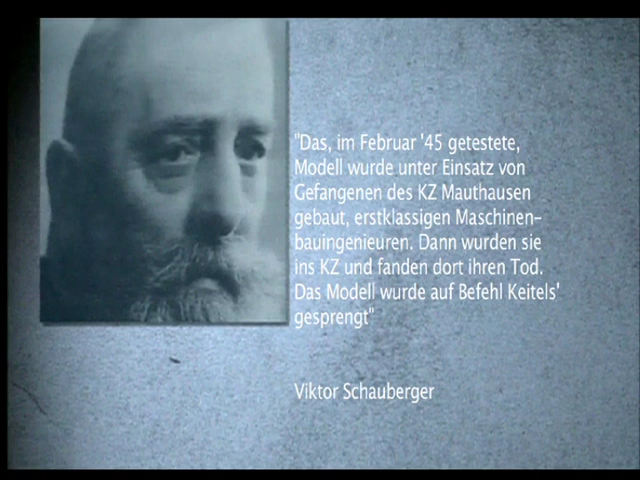 "Das, im Februar '45 getestete,
Modell wurde unter Einsatz von
Gefangenen des KZ Mauthausen
gebaut, erstklassigen Maschinen-
bauingenieuren. Dann wurden sie
ins KZ und fanden dort ihren Tod.
Das Modell wurde auf Befehl Keitels'
gesprengt"
Viktor Schauberger